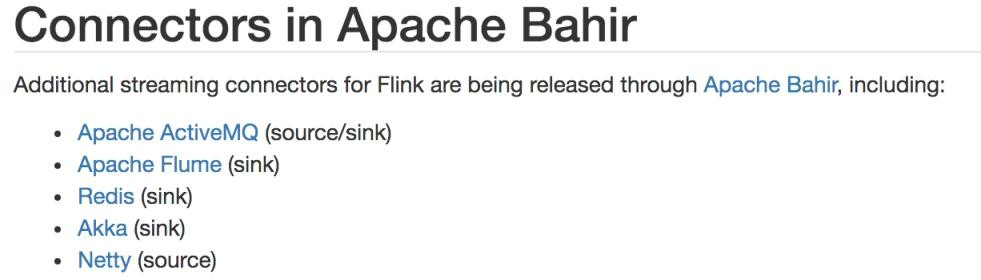 Connectors in Apache Bahir
Additional streaming connectors for Flink are being released through Apache Bahir, including:
• Apache ActiveMQ (source/sink)
• Apache Flume (sink)
• Redis (sink)
• Akka (sink)
• Netty (source)